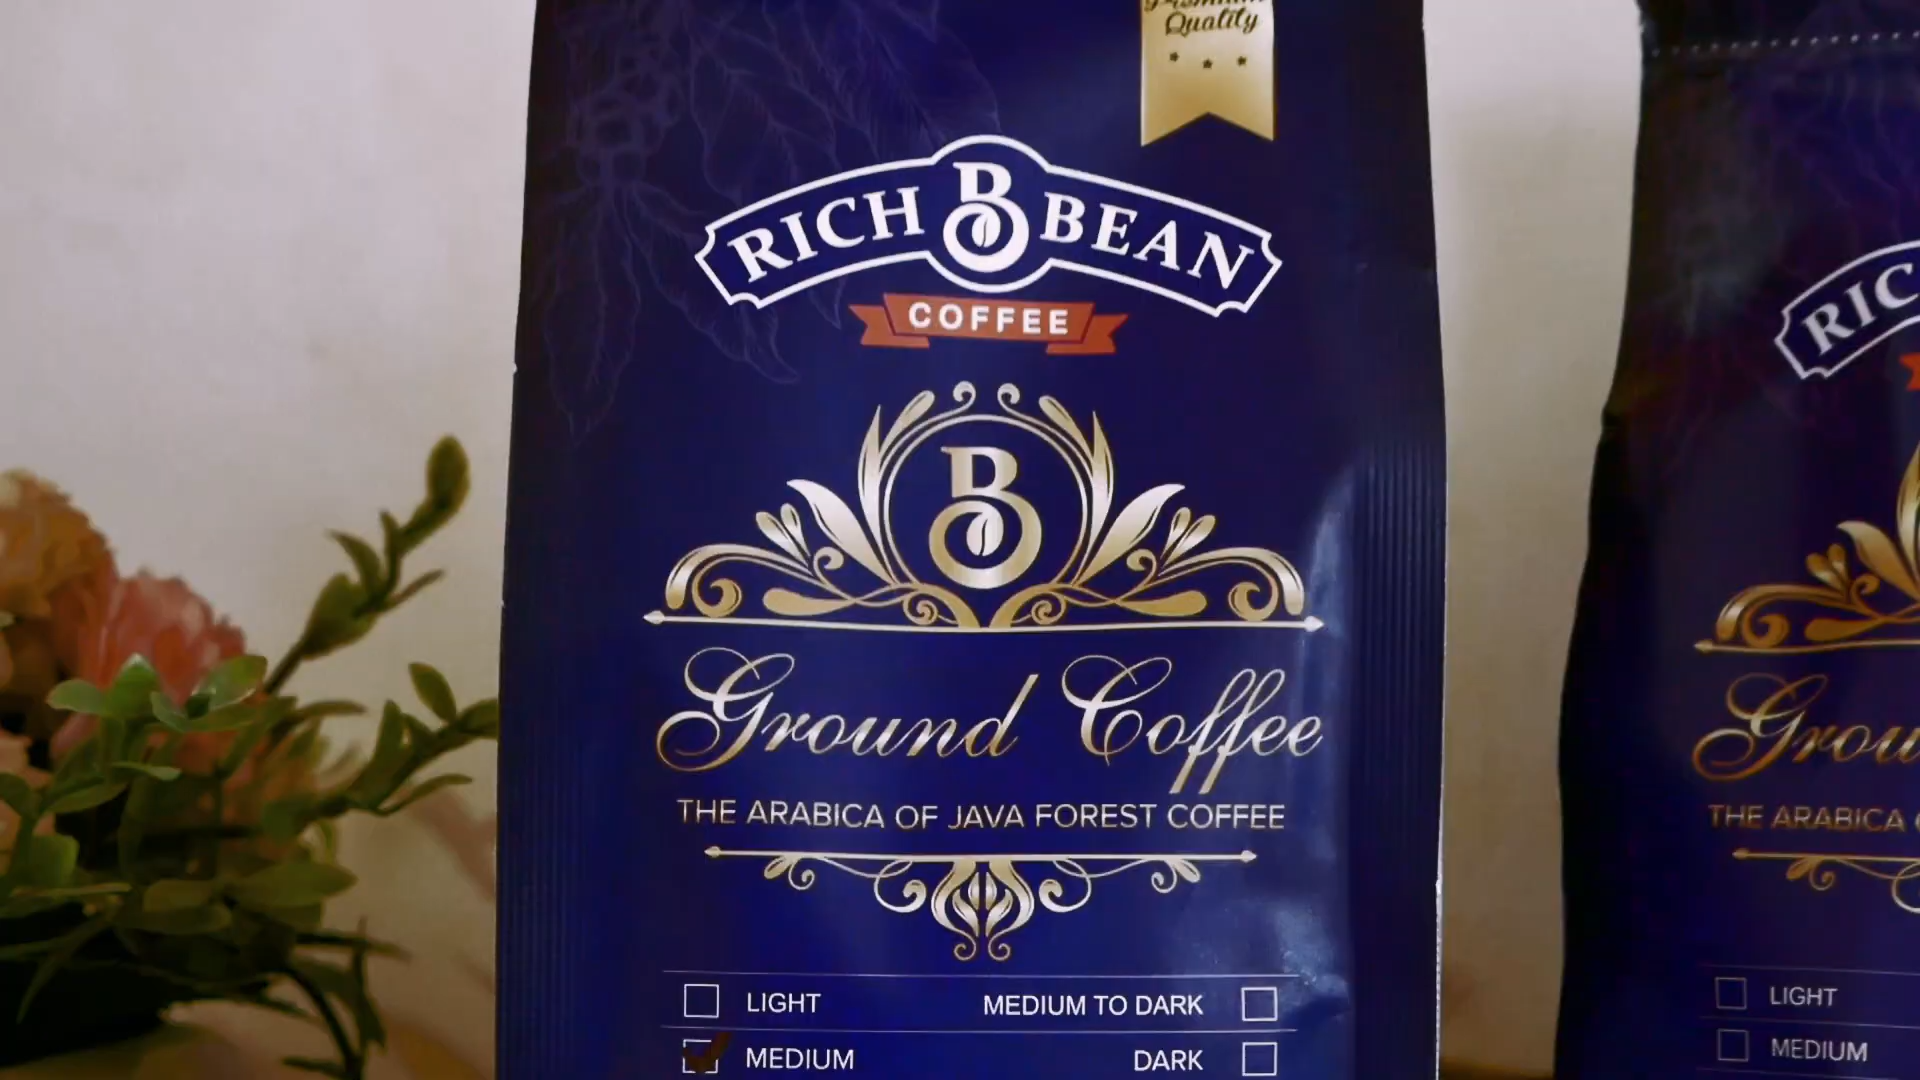 Premium
Quality
RICH B BEAN
COFFEE
B
Ground Coffee
THE ARABICA OF JAVA FOREST COFFEE
LIGHT
MEDIUM TO DARK
MEDIUM
DARK
RIC
Grou
THE ARABICA
LIGHT
MEDIUM